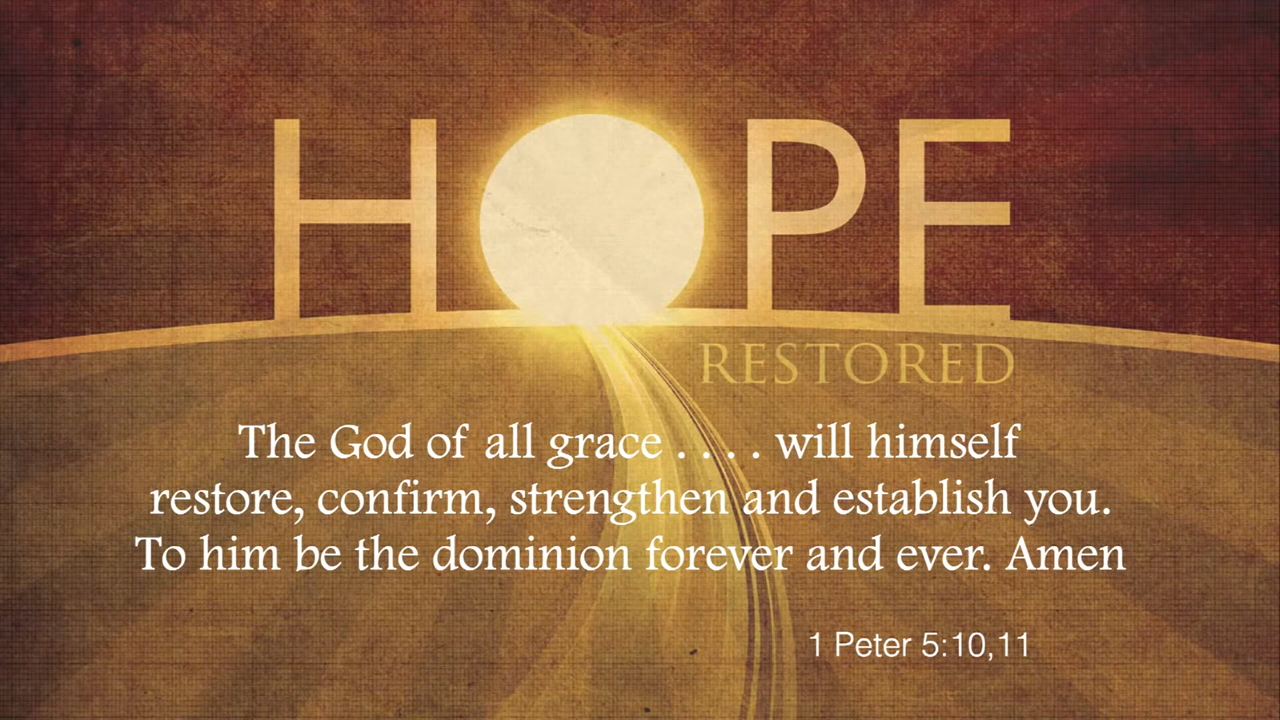 HOPE
RESTORED
The God of all grace . . . . will himself
restore, confirm, strengthen and establish you.
To him be the dominion forever and ever. Amen
1 Peter 5:10,11